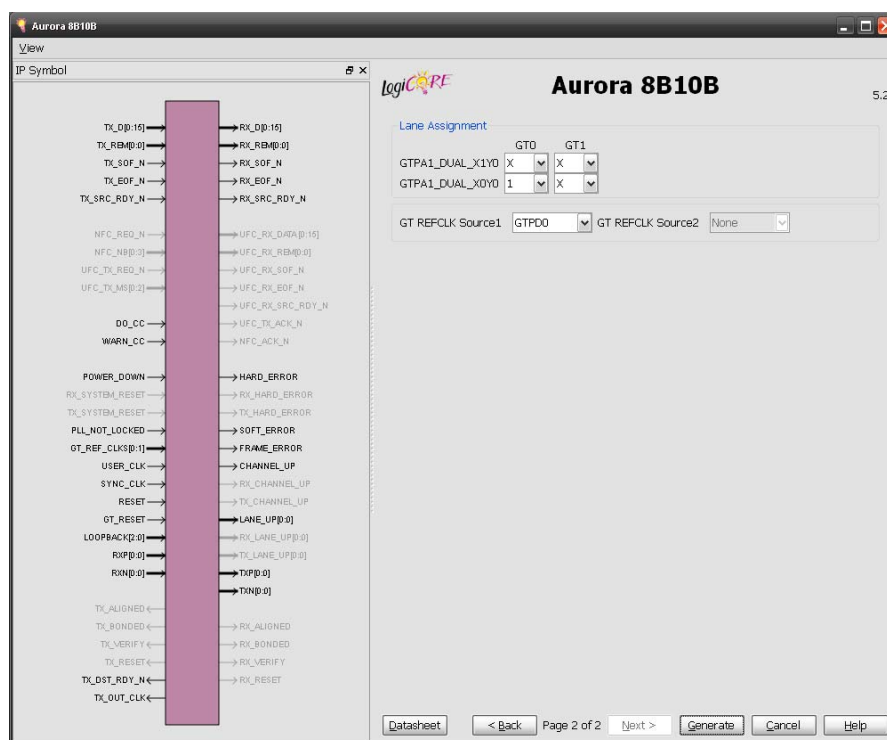 Aurora 8B10B
View
IP Symbol
TX_D[0:15]
TX_REM[0:0]
TX_SOF_N
TX_EOF_N
TX_SRC_RDY_N
NFC_REQ_N
NFC_NB[0:3]
UFC_TX_REQ_N
UFC_TX_MS[0:2]
DO_CC
WARN_CC
POWER_DOWN
RX_SYSTEM_RESET
TX_SYSTEM_RESET
PLL_NOT_LOCKED
GT_REF_CLKS[0:1]
USER_CLK
SYNC_CLK
RESET
GT_RESET
LOOPBACK[2:0]
RXP[0:0]
RXN[0:0]
TX_ALIGNED
TX_BONDED
TX_VERIFY
TX_RESET
TX_DST_RDY_N
TX_OUT_CLK
RX_D[0:15]
RX_REM[0:0]
RX_SOF_N
RX_EOF_N
RX_SRC_RDY_N
UFC_RX_DATA[0:15]
UFC_RX_REM[0:0]
UFC_RX_SOF_N
UFC_RX_EOF_N
UFC_RX_SRC_RDY_N
UFC_TX_ACK_N
NFC_ACK_N
HARD_ERROR
RX_HARD_ERROR
TX_HARD_ERROR
SOFT_ERROR
FRAME_ERROR
CHANNEL_UP
RX_CHANNEL_UP
TX_CHANNEL_UP
LANE_UP[0:0]
RX_LANE_UP[0:0]
TX_LANE_UP[0:0]
TXP[0:0]
TXN[0:0]
RX_ALIGNED
RX_BONDED
RX_VERIFY
RX_RESET
LogiCORE
Aurora 8B10B
5.2
Lane Assignment
GT0 GT1
GTPA1_DUAL_X1Y0 X X
GTPA1_DUAL_X0Y0 1 X
GT REFCLK Source1 GTPD0 GT REFCLK Source2 None
Datasheet < Back Page 2 of 2 Next > Generate Cancel Help